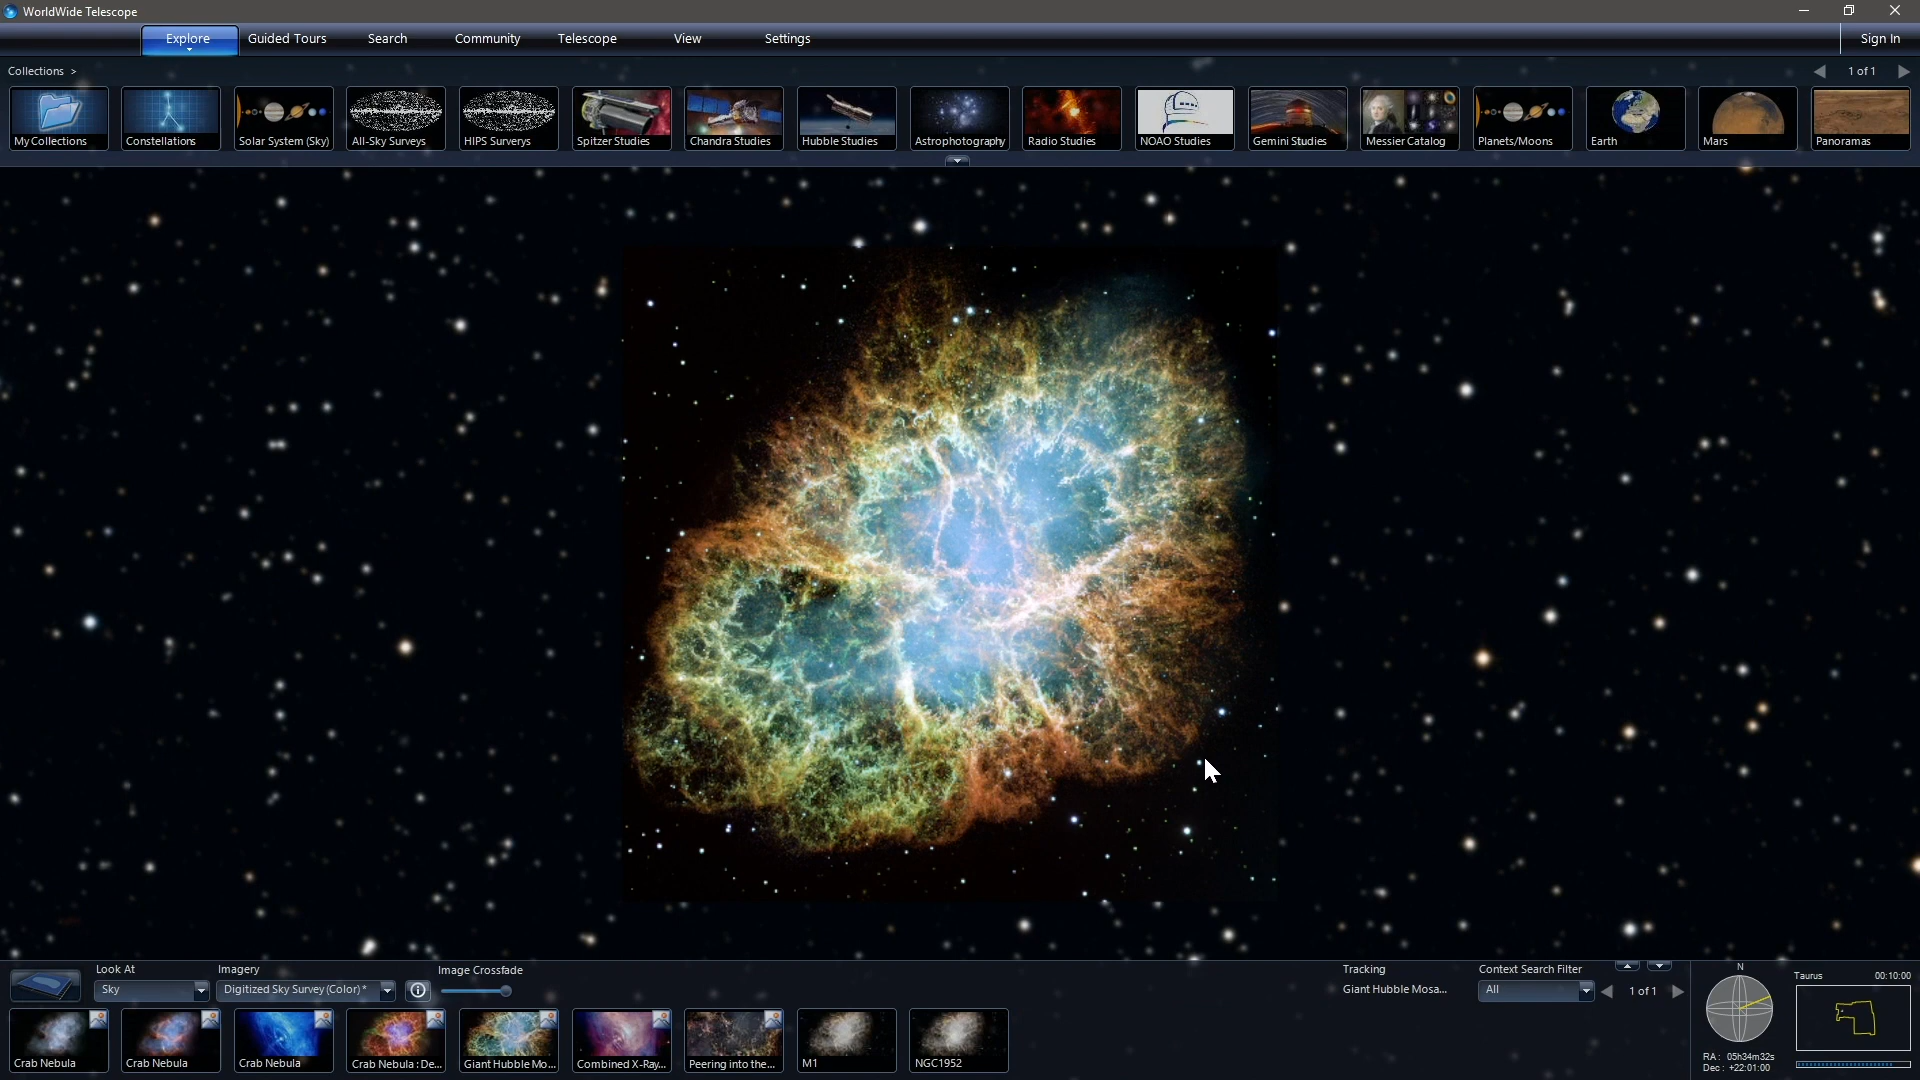 WorldWide Telescope
Explore Guided Tours Search Community Telescope View Settings Sign In
Collections > 1 of 1
My Collections Constellations Solar System (Sky) All-Sky Surveys HIPS Surverys Spitzer Studies Chandra Studies Hubble Studies Astrophotography Radio Studies NOAO Studies Gemini Studies Messier Catalog Planets/Moons Earth Mars Panoramas
Look At Imagery Image Crossfade Tracking Context Search Filter
Sky Digitized Sky Survey (Color) * Giant Hubble Mosa... All 1 of 1
Crab Nebula Crab Nebula Crab Nebula Crab Nebula : De... Giant Hubble Mo... Combined X-Ray... Peering into the... M1 NGC1952
N
Taurus 00:10:00
RA : 05h34m32s
Dec : +22:01:00